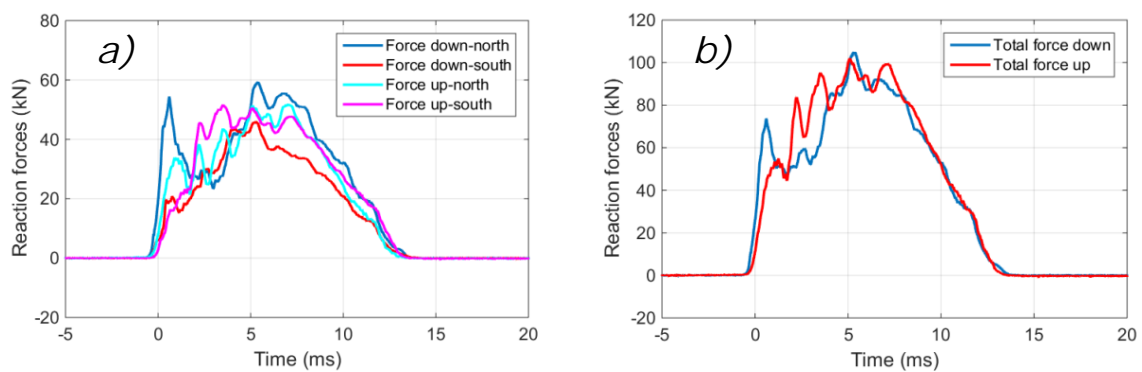 a)
80
60
40
20
0
-20
-5
0
5
10
15
20
Reaction forces (kN)
Time (ms)
Force down-north
Force down-south
Force up-north
Force up-south
b)
120
100
80
60
40
20
0
-20
-5
0
5
10
15
20
Reaction forces (kN)
Time (ms)
Total force down
Total force up